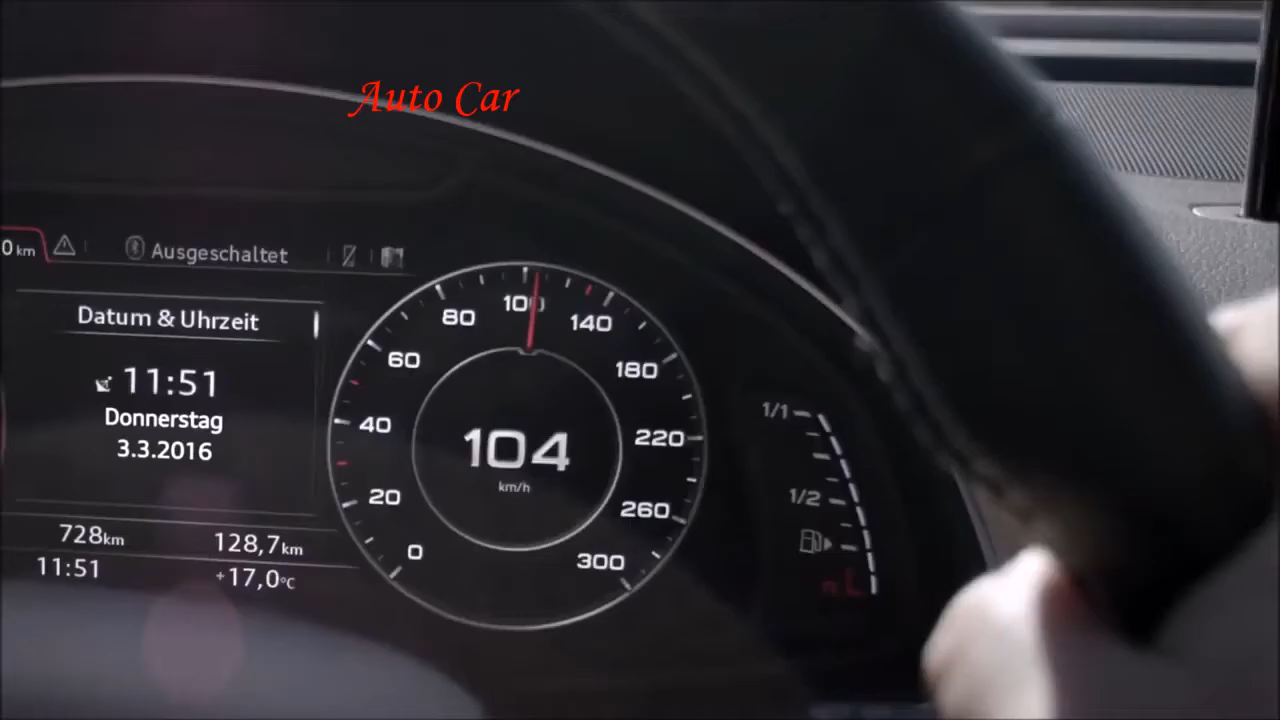 Auto Car
0 km
Ausgeschaltet
Datum & Uhrzeit
11:51
Donnerstag
3.3.2016
728km
128,7km
11:51
+17,0°C
0
20
40
60
80
100
140
180
220
260
300
104
km/h
1/1
1/2